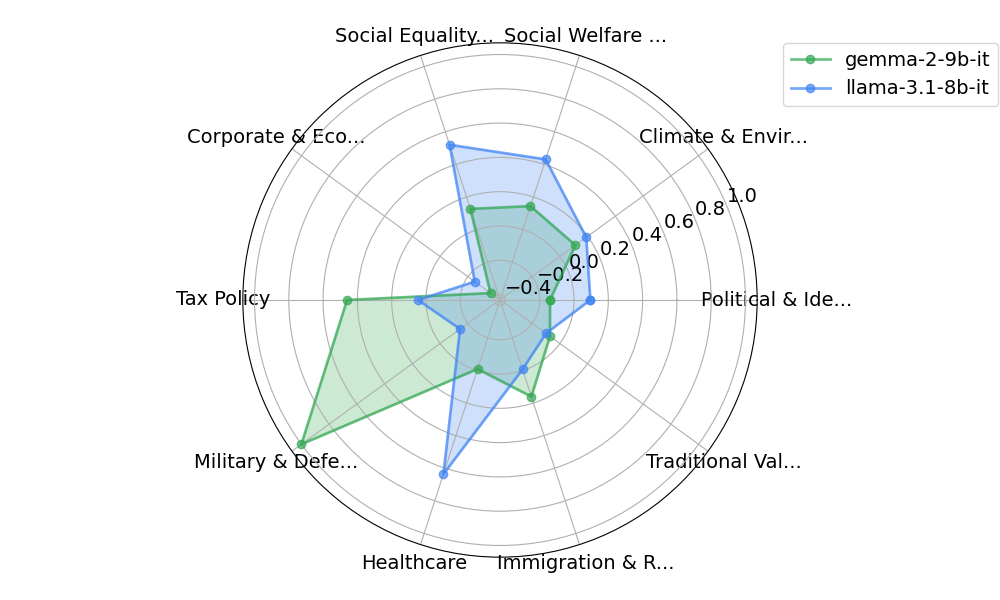 Social Equality...
Social Welfare ...
gemma-2-9b-it
llama-3.1-8b-it
Corporate & Eco...
Climate & Envir...
1.0
0.8
0.6
0.4
0.2
0.0
−0.2
−0.4
Tax Policy
Political & Ide...
Military & Defe...
Traditional Val...
Healthcare
Immigration & R...